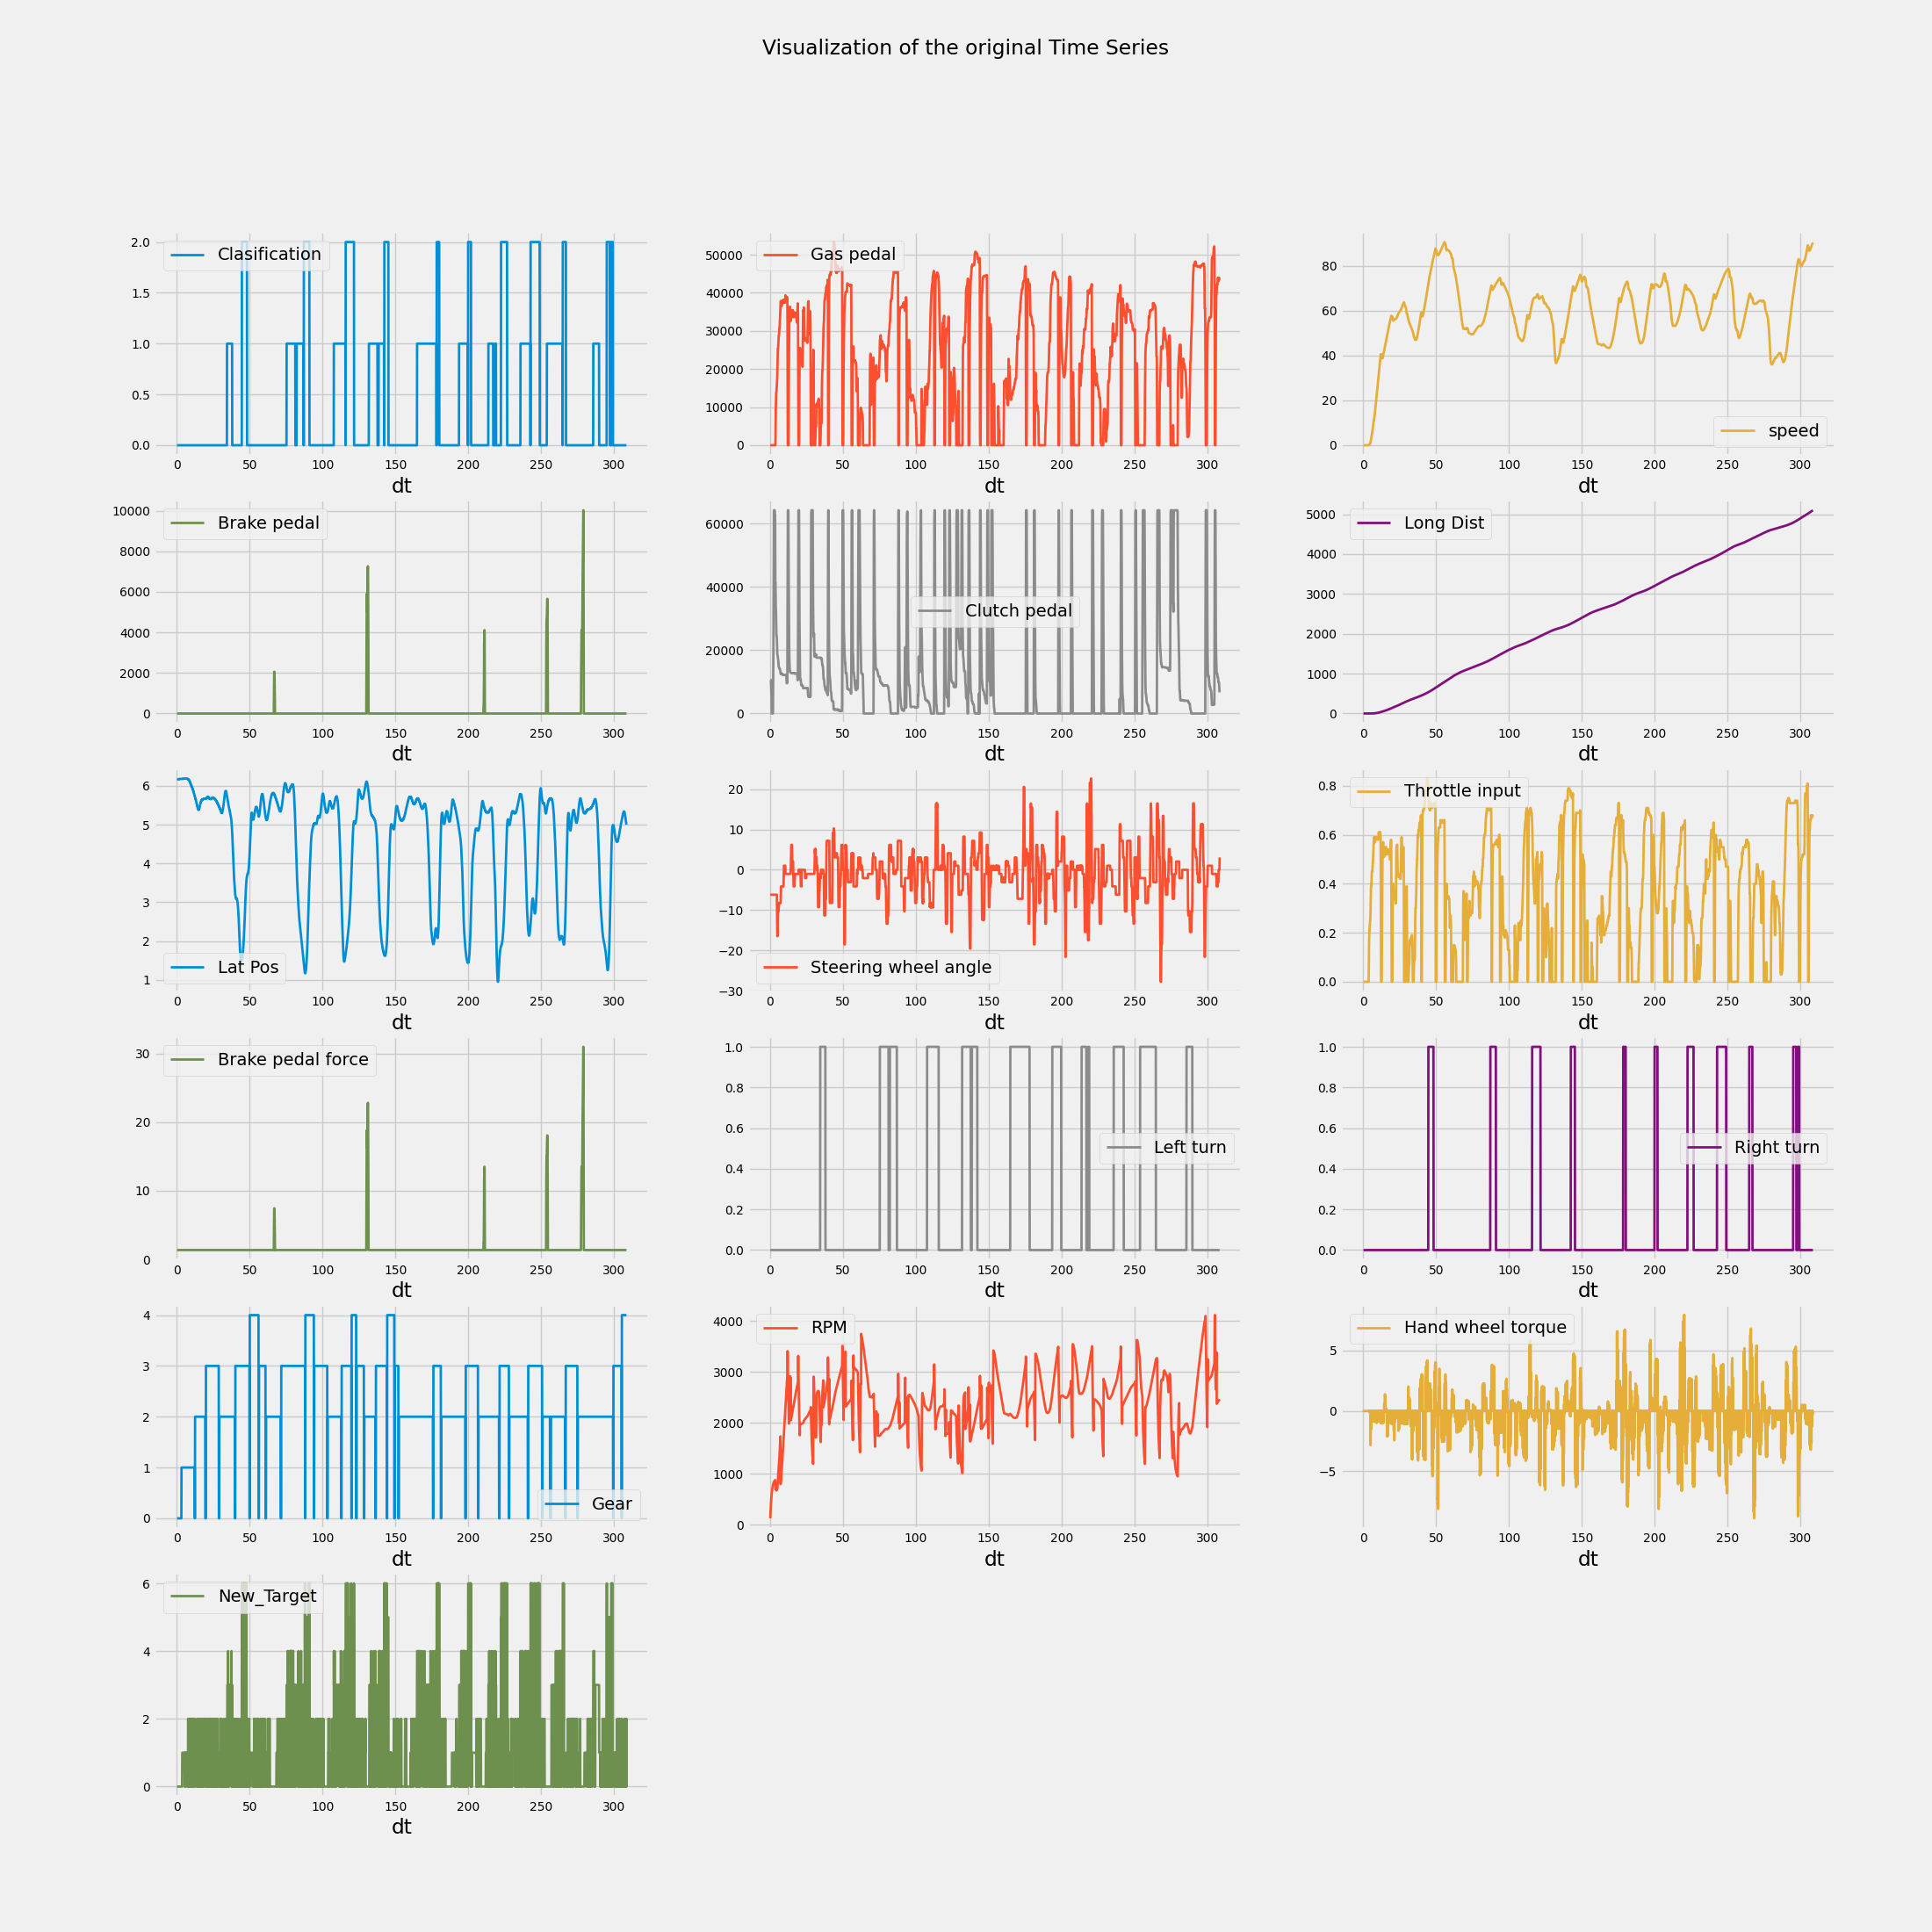 Visualization of the original Time Series
Clasification
2.0
1.5
1.0
0.5
0.0
0 50 100 150 200 250 300
dt
Gas pedal
50000
40000
30000
20000
10000
0
0 50 100 150 200 250 300
dt
speed
80
60
40
20
0
0 50 100 150 200 250 300
dt
Brake pedal
10000
8000
6000
4000
2000
0
0 50 100 150 200 250 300
dt
Clutch pedal
60000
40000
20000
0
0 50 100 150 200 250 300
dt
Long Dist
5000
4000
3000
2000
1000
0
0 50 100 150 200 250 300
dt
Lat Pos
6
5
4
3
2
1
0 50 100 150 200 250 300
dt
Steering wheel angle
20
10
0
−10
−20
−30
0 50 100 150 200 250 300
dt
Throttle input
0.8
0.6
0.4
0.2
0.0
0 50 100 150 200 250 300
dt
Brake pedal force
30
20
10
0
0 50 100 150 200 250 300
dt
Left turn
1.0
0.8
0.6
0.4
0.2
0.0
0 50 100 150 200 250 300
dt
Right turn
1.0
0.8
0.6
0.4
0.2
0.0
0 50 100 150 200 250 300
dt
Gear
4
3
2
1
0
0 50 100 150 200 250 300
dt
RPM
4000
3000
2000
1000
0
0 50 100 150 200 250 300
dt
Hand wheel torque
5
0
−5
0 50 100 150 200 250 300
dt
New_Target
6
4
2
0
0 50 100 150 200 250 300
dt